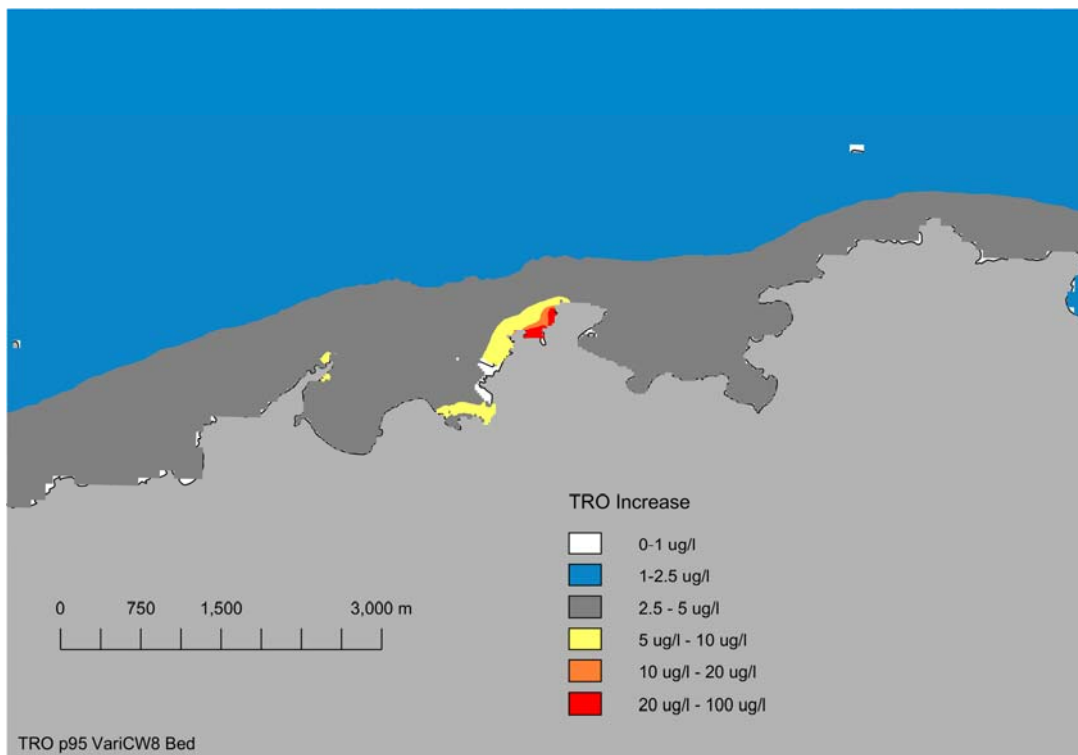 TRO Increase
0-1 ug/l
1-2.5 ug/l
2.5 - 5 ug/l
5 ug/l - 10 ug/l
10 ug/l - 20 ug/l
20 ug/l - 100 ug/l
0 750 1,500 3,000 m
TRO p95 VariCW8 Bed